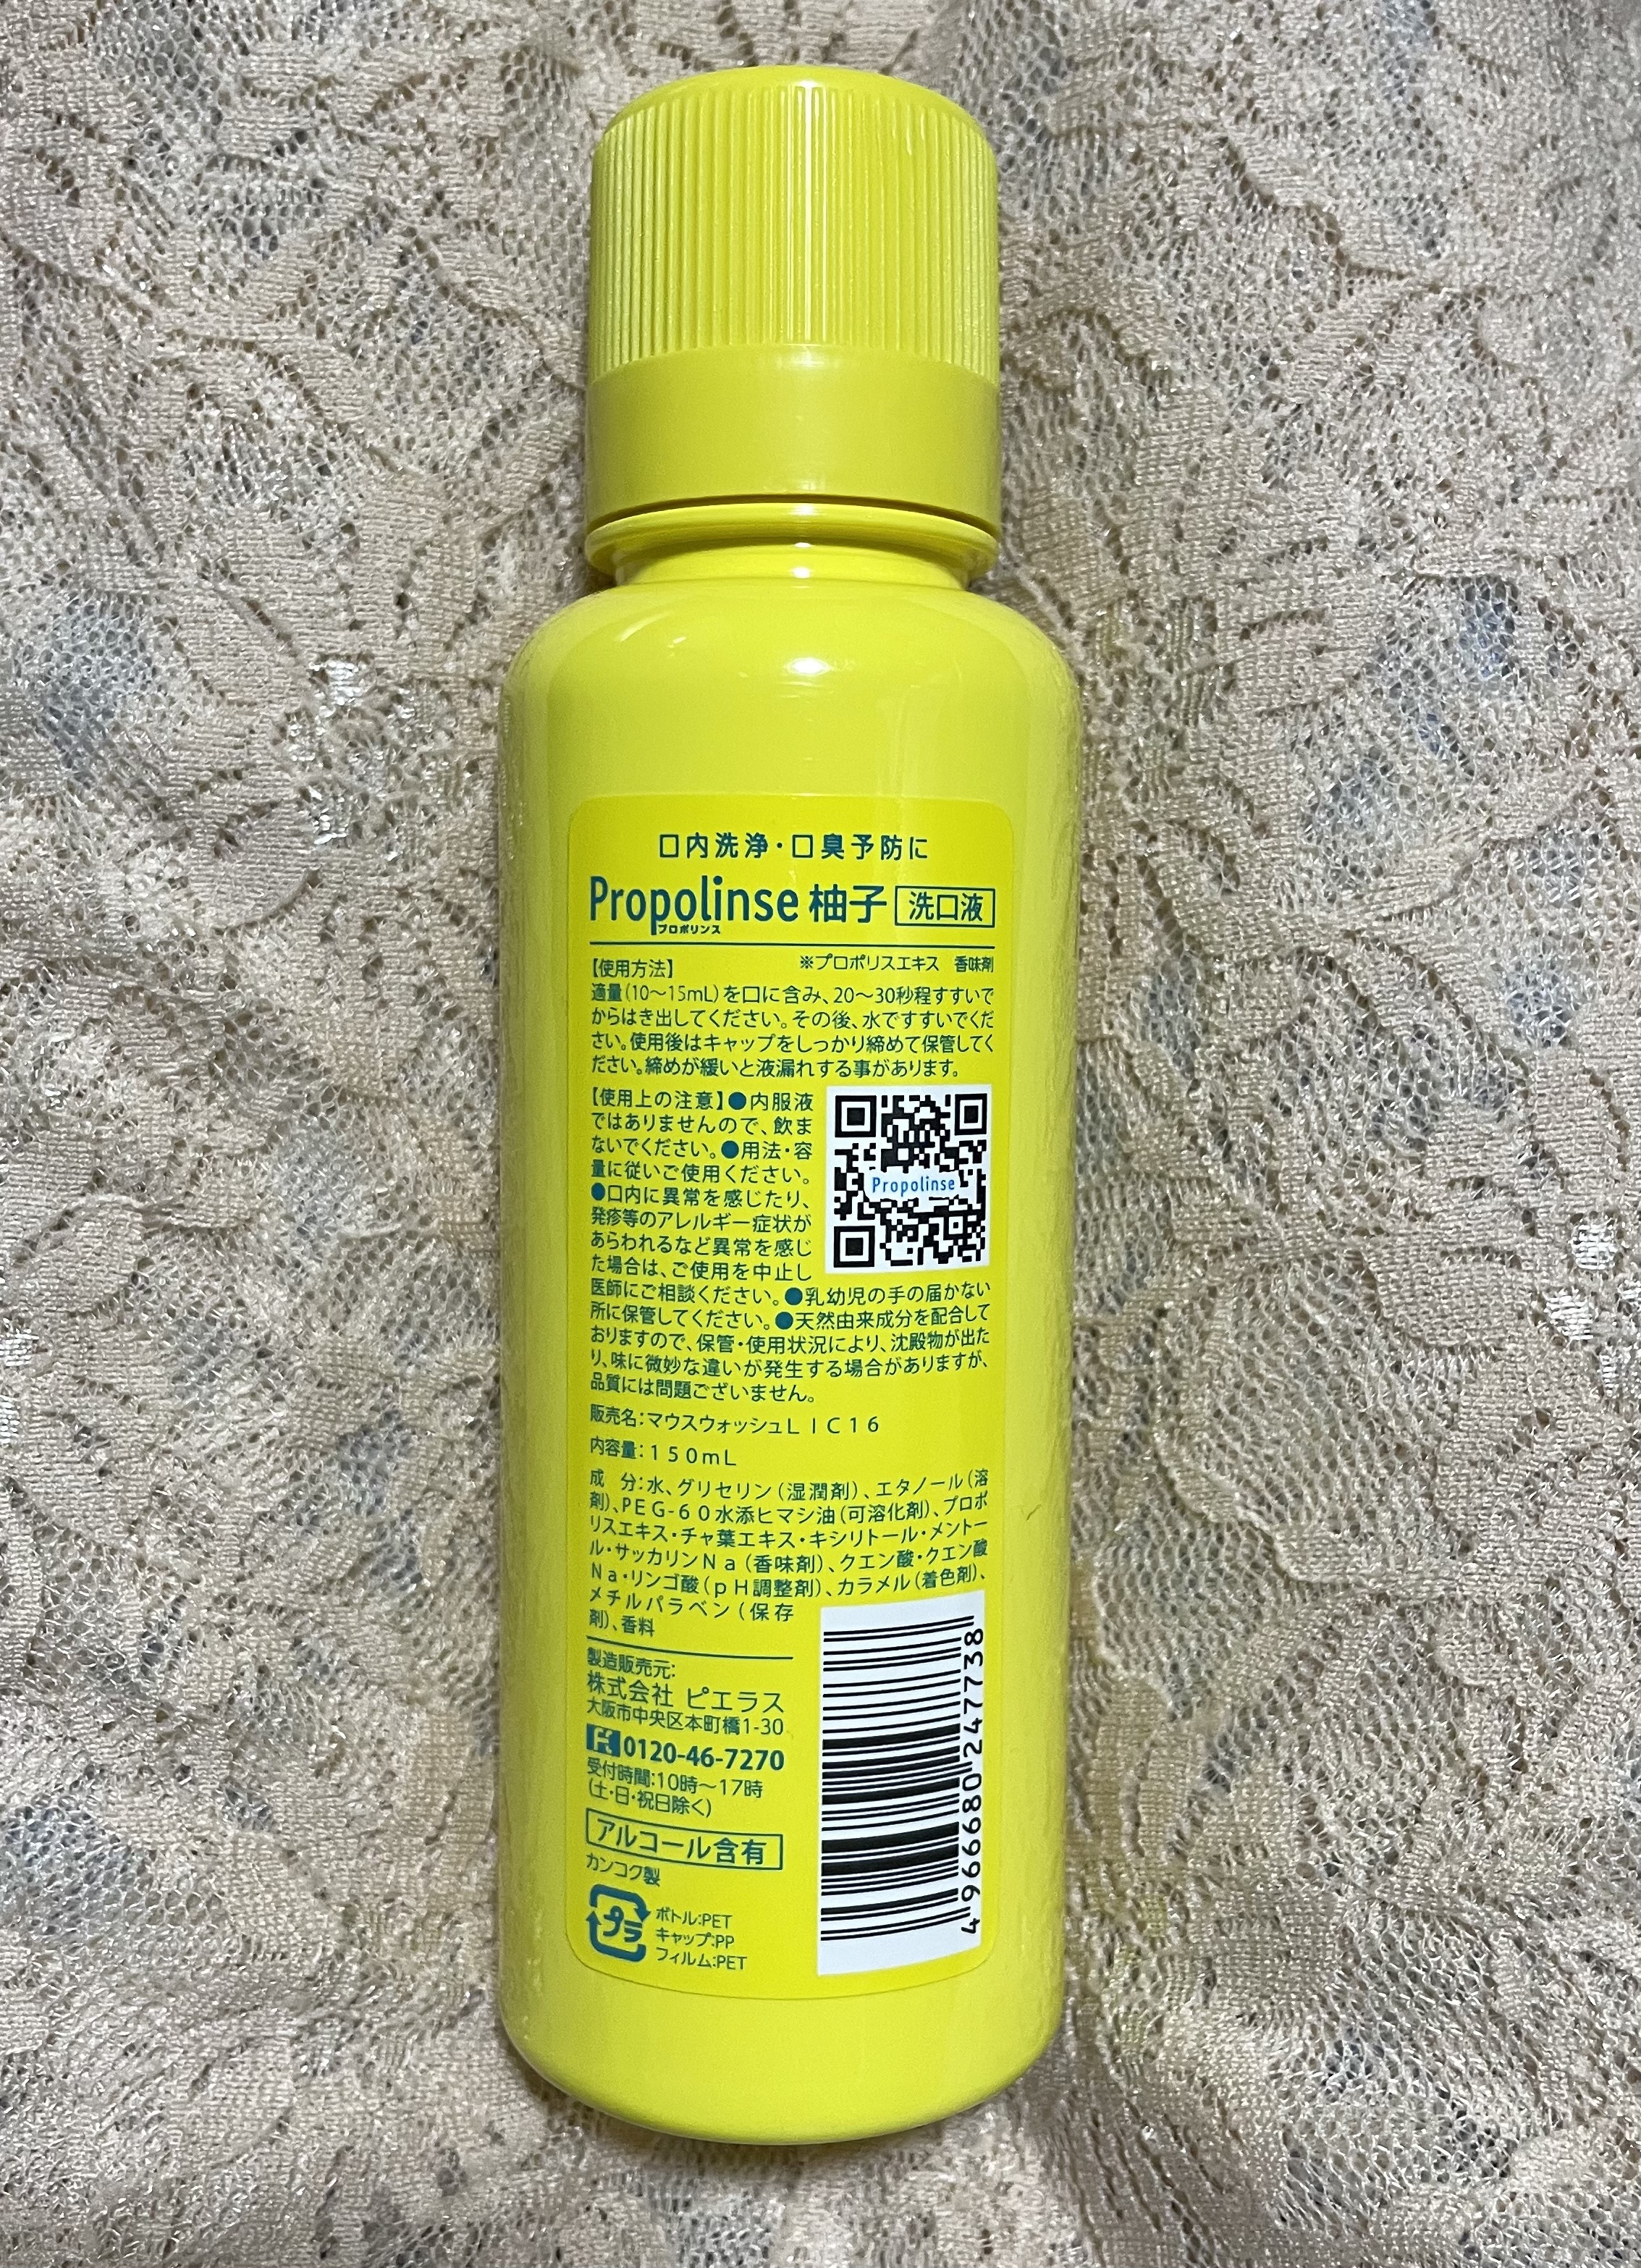 口内洗浄・口臭予防に
Propolinse 柚子 洗口液
プロポリンス
※プロポリスエキス 香味剤
【使用方法】
適量(10～15mL)を口に含み、20～30秒程すすいで
からはき出してください。その後、水ですすいでくだ
さい。使用後はキャップをしっかり締めて保管してく
ださい。締めが緩いと液漏れする事があります。
【使用上の注意】●内服液
ではありませんので、飲ま
ないでください。●用法・容
量に従いご使用ください。
●口内に異常を感じたり、
発疹等のアレルギー症状が
あらわれるなど異常を感じ
た場合は、ご使用を中止し
医師にご相談ください。●乳幼児の手の届かない
所に保管してください。●天然由来成分を配合して
おりますので、保管・使用状況により、沈殿物が出た
り、味に微妙な違いが発生する場合がありますが、
品質には問題ございません。
Propolinse
販売名：マウスウォッシュＬＩＣ１６
内容量：１５０ｍＬ
成 分：水、グリセリン（湿潤剤）、エタノール（溶
剤）、ＰＥＧ-６０水添ヒマシ油（可溶化剤）、プロポ
リスエキス・チャ葉エキス・キシリトール・メントー
ル・サッカリンＮａ（香味剤）、クエン酸・クエン酸
Ｎａ・リンゴ酸（ｐＨ調整剤）、カラメル（着色剤）、
メチルパラベン（保存
剤）、香料
製造販売元：
株式会社 ピエラス
大阪市中央区本町橋1-30
0120-46-7270
受付時間：10時～17時
(土・日・祝日除く)
アルコール含有
カンコク製
プラ
ボトル：PET
キャップ：PP
フィルム：PET
4966680247738